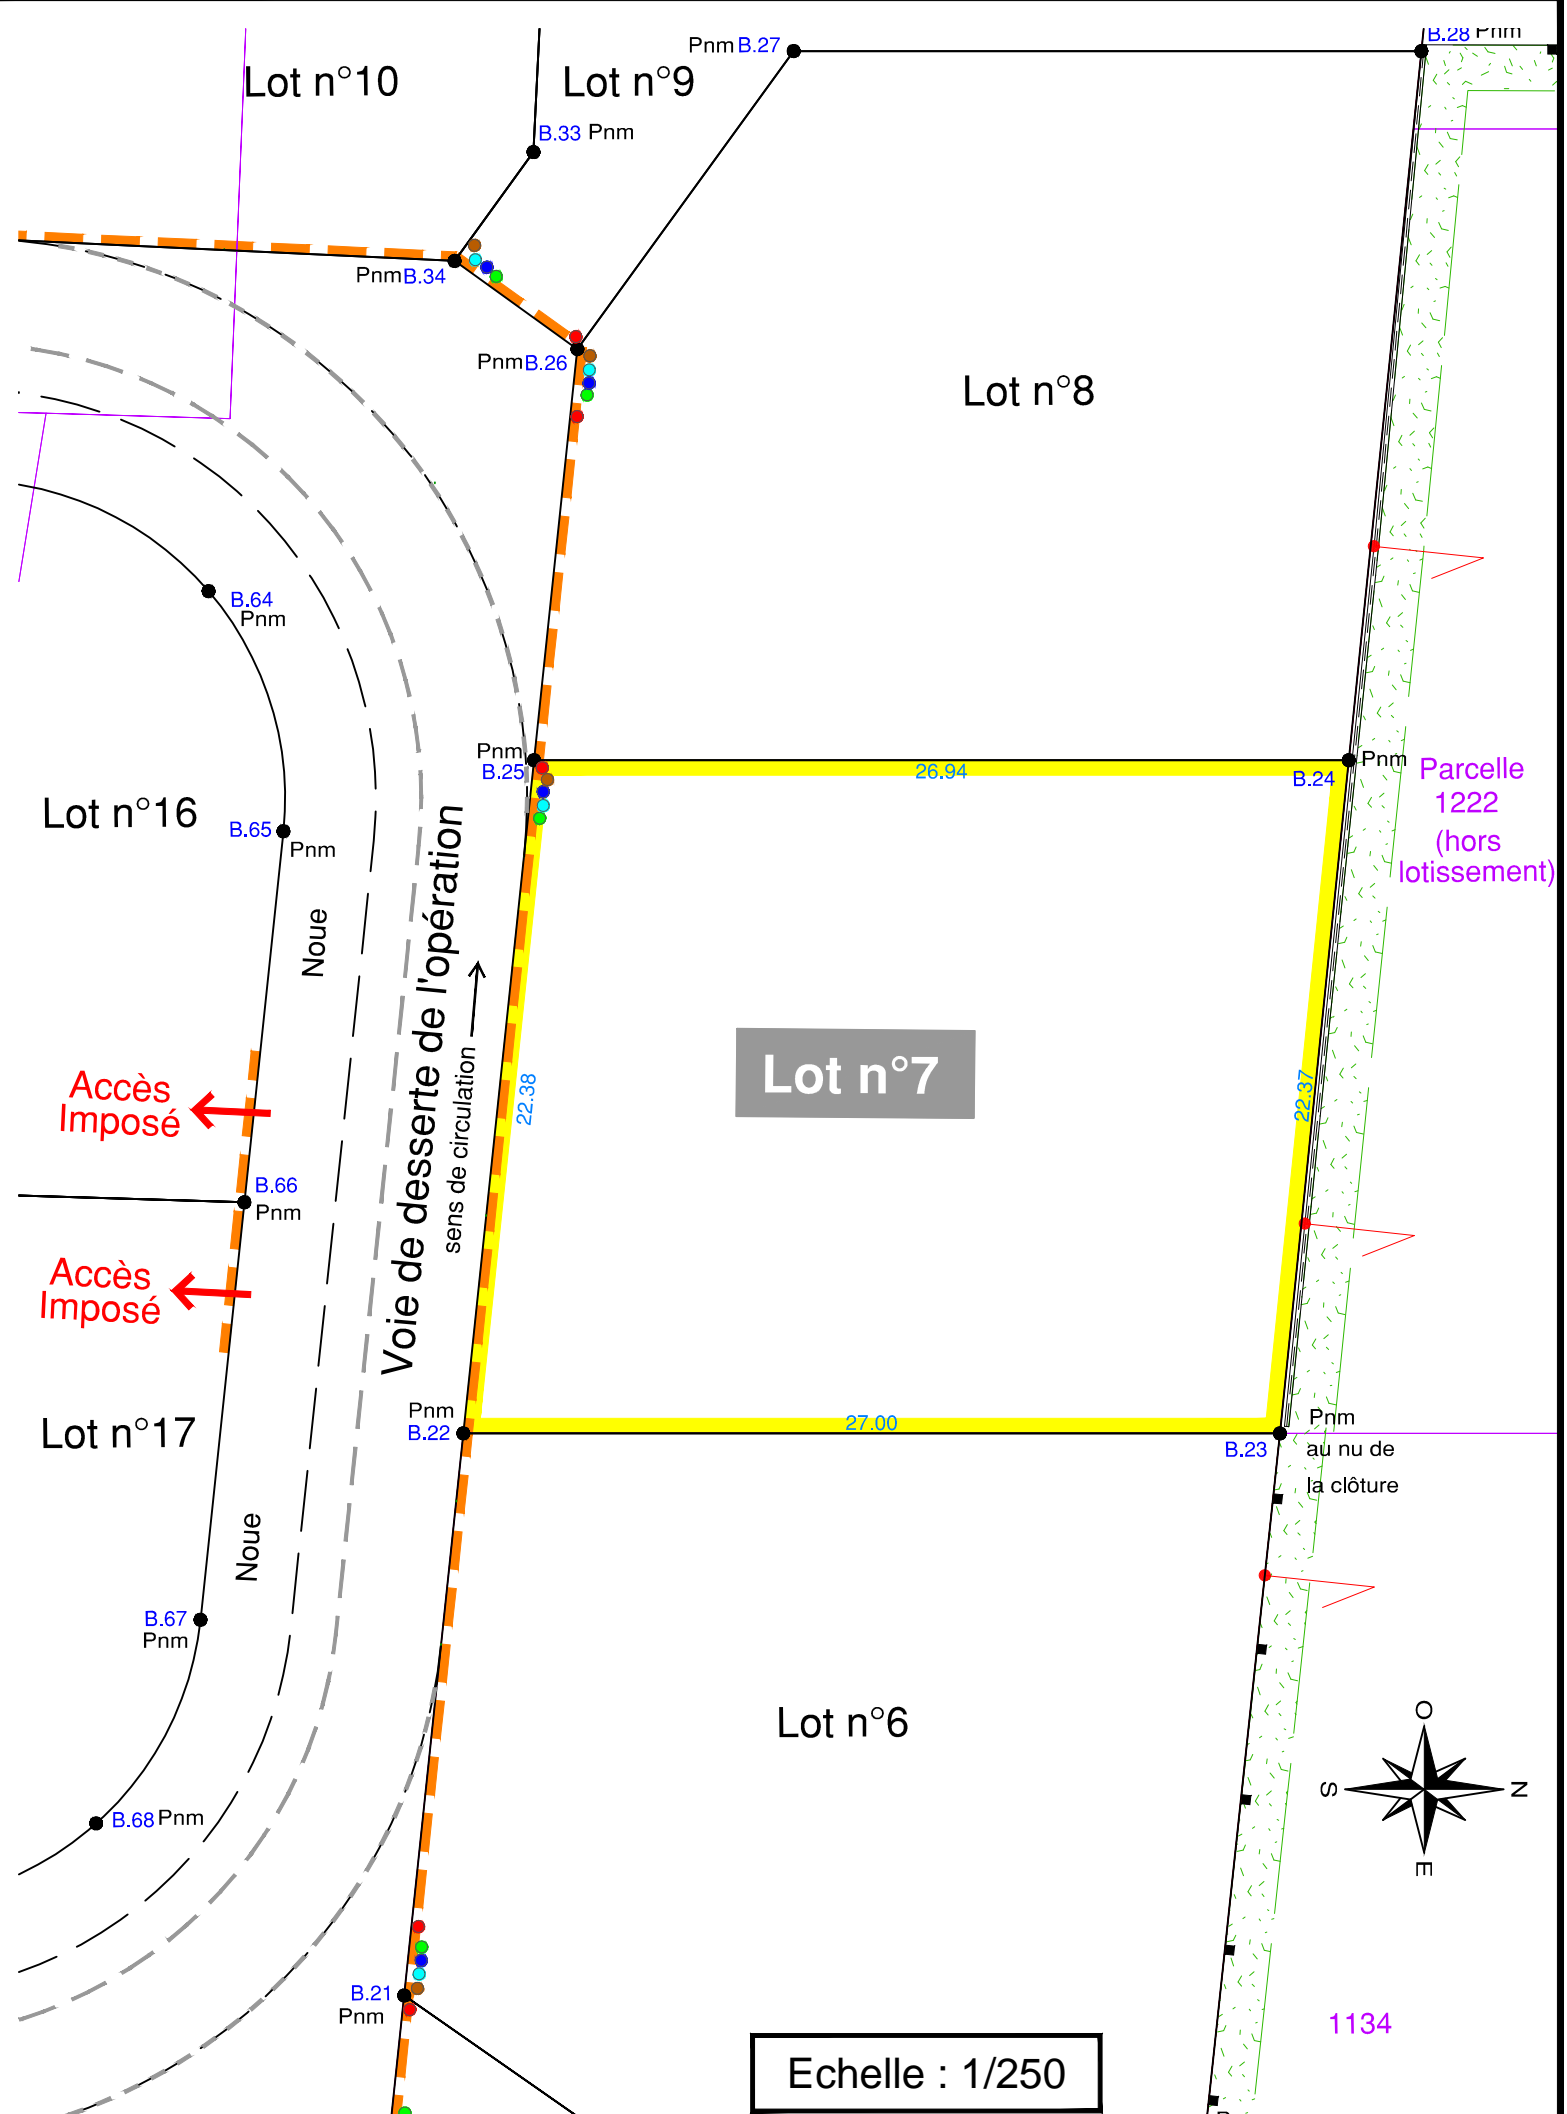 B.28 Pnm
Pnm B.27
Lot n°10
Lot n°9
B.33 Pnm
Pnm B.34
Pnm B.26
Lot n°8
B.64
Pnm
Pnm
B.25
26.94
B.24
Pnm
Parcelle
1222
(hors
lotissement)
Lot n°16
B.65
Pnm
Noue
Voie de desserte de l'opération
sens de circulation
Lot n°7
22.38
22.37
Accès
Imposé
B.66
Pnm
Accès
Imposé
Lot n°17
Pnm
B.22
27.00
B.23
Pnm
au nu de
la clôture
Noue
B.67
Pnm
Lot n°6
B.68 Pnm
O
S
N
E
B.21
Pnm
1134
Echelle : 1/250